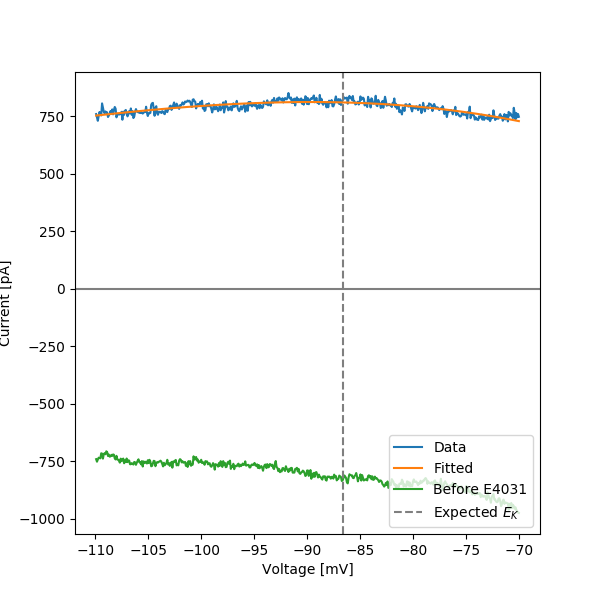 750
500
250
0
−250
−500
−750
−1000
Current [pA]
−110 −105 −100 −95 −90 −85 −80 −75 −70
Voltage [mV]
Data
Fitted
Before E4031
Expected E_K